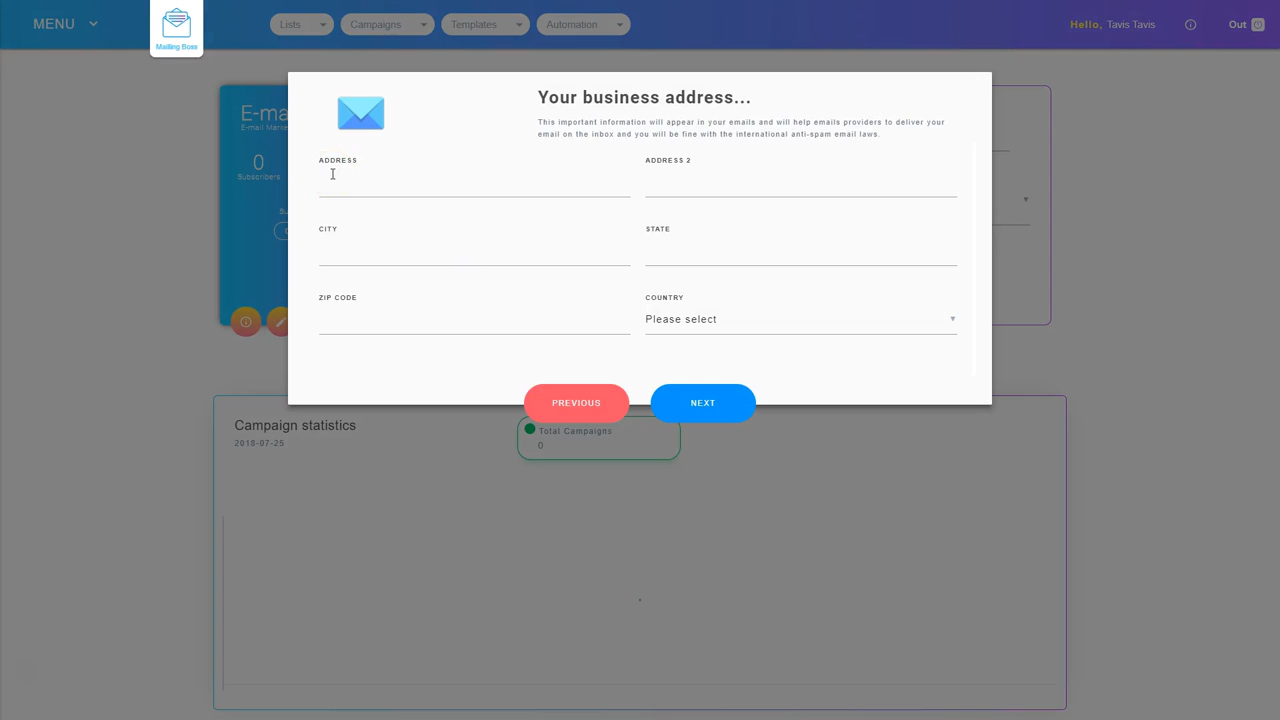 MENU
Mailing Boss
Lists
Campaigns
Templates
Automation
Hello, Tavis Tavis
Out
E-ma
E-mail Marke
0
Subscribers
Your business address...
This important information will appear in your emails and will help emails providers to deliver your
email on the inbox and you will be fine with the international anti-spam email laws.
ADDRESS
ADDRESS 2
CITY
STATE
ZIP CODE
COUNTRY
Please select
PREVIOUS
NEXT
Campaign statistics
2018-07-25
Total Campaigns
0